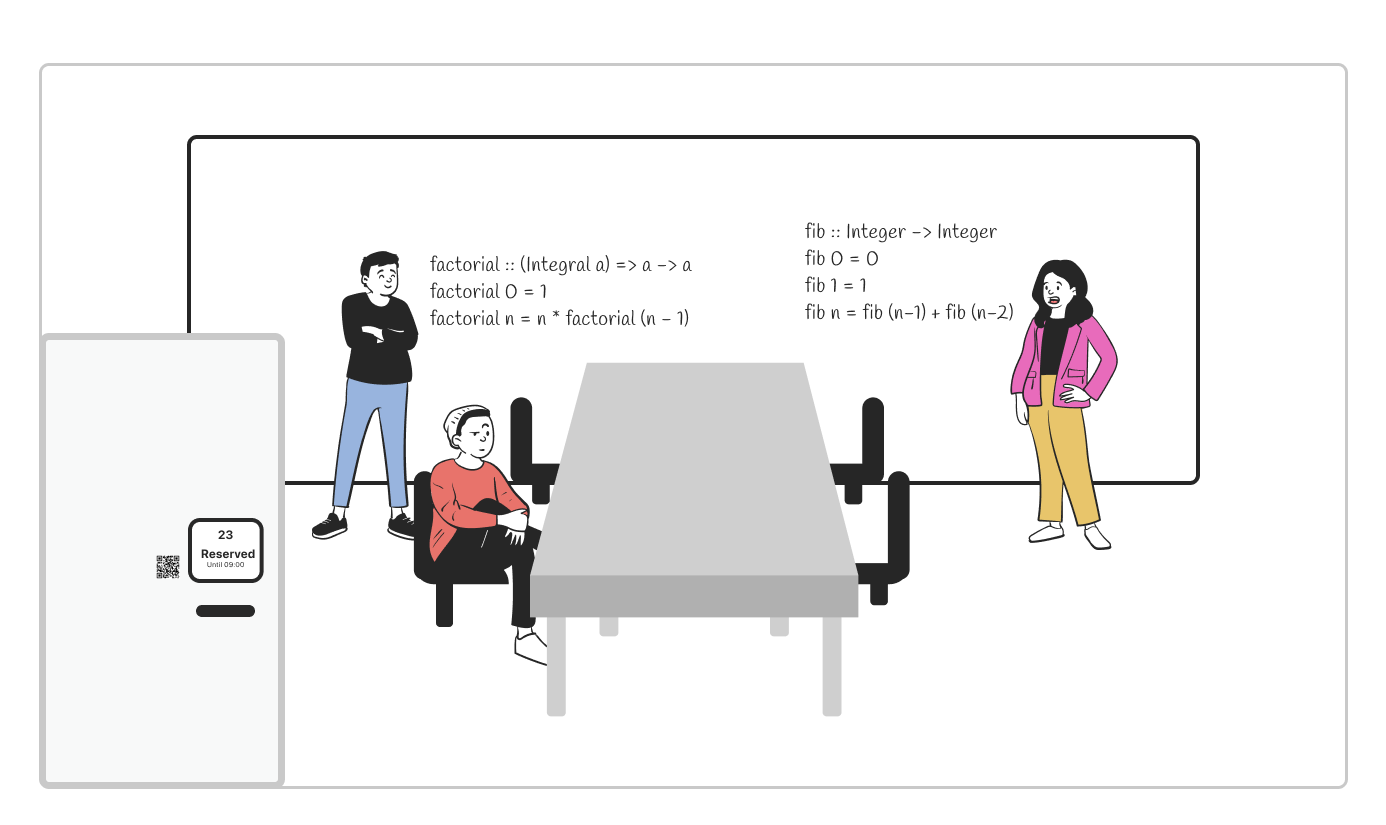 factorial :: (Integral a) => a -> a
factorial 0 = 1
factorial n = n * factorial (n - 1)
fib :: Integer -> Integer
fib 0 = 0
fib 1 = 1
fib n = fib (n-1) + fib (n-2)
23
Reserved
Until 09:00